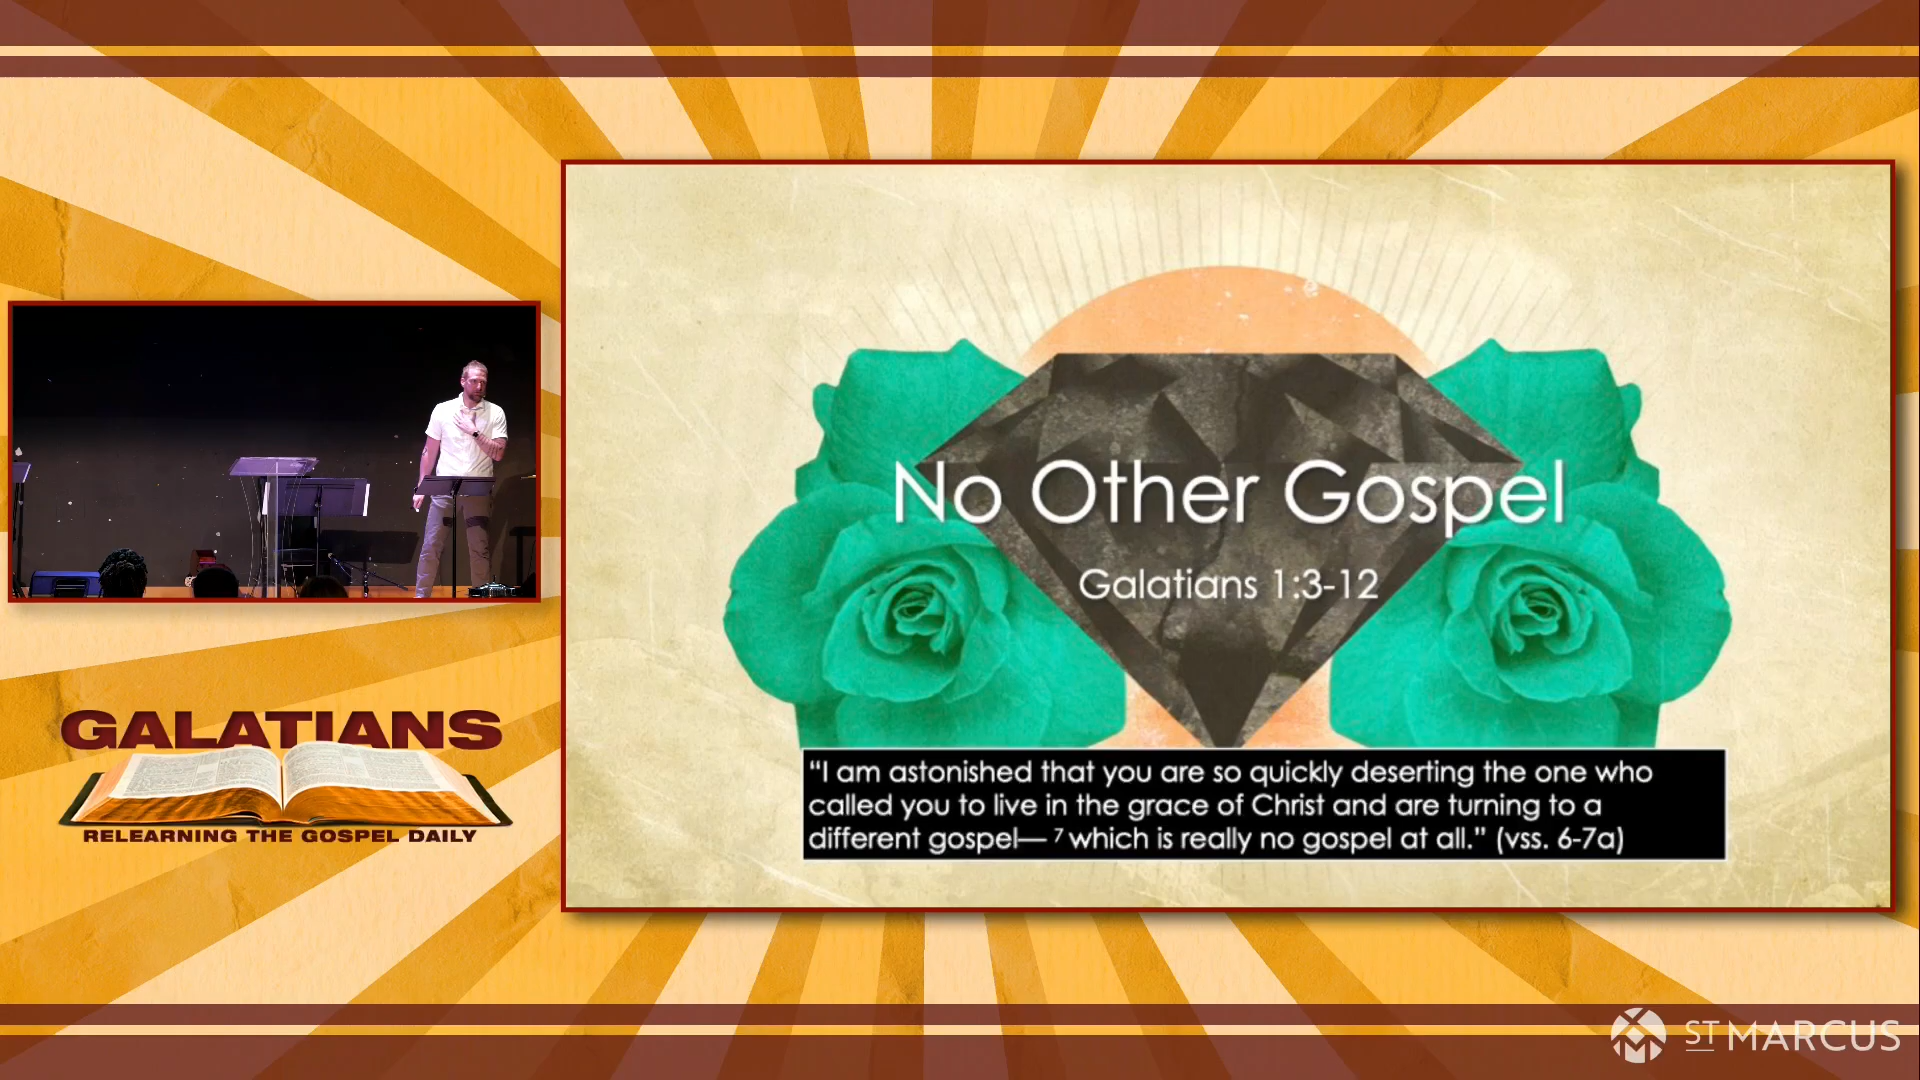 No Other Gospel
Galatians 1:3-12
“I am astonished that you are so quickly deserting the one who
called you to live in the grace of Christ and are turning to a
different gospel— ⁷ which is really no gospel at all.” (vss. 6-7a)
GALATIANS
RELEARNING THE GOSPEL DAILY
ST MARCUS